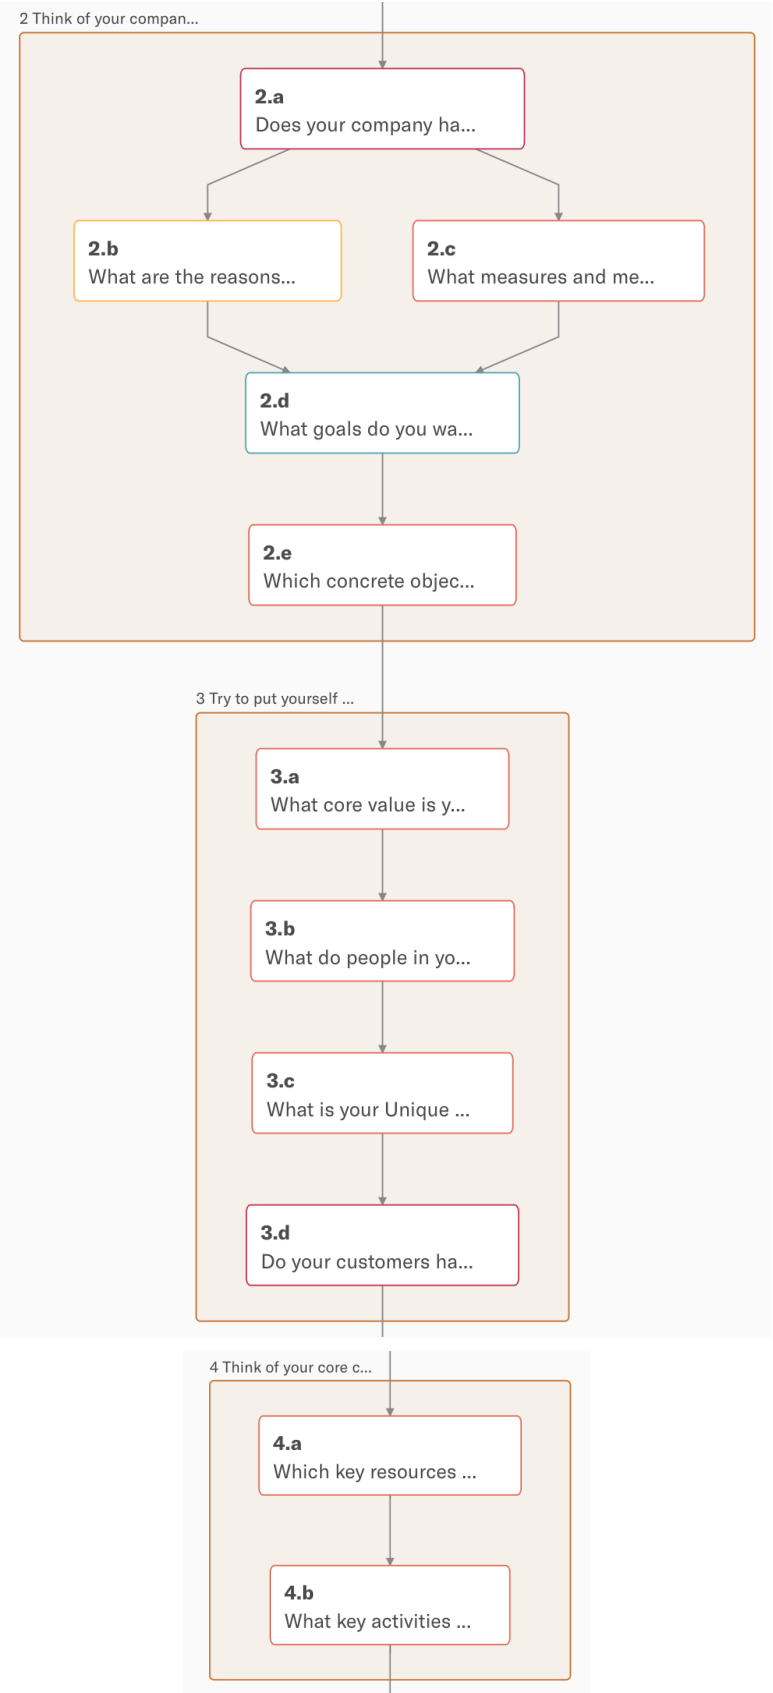 2 Think of your compan...
2.a
Does your company ha...
2.b
What are the reasons...
2.c
What measures and me...
2.d
What goals do you wa...
2.e
Which concrete objec...
3 Try to put yourself ...
3.a
What core value is y...
3.b
What do people in yo...
3.c
What is your Unique ...
3.d
Do your customers ha...
4 Think of your core c...
4.a
Which key resources ...
4.b
What key activities ...